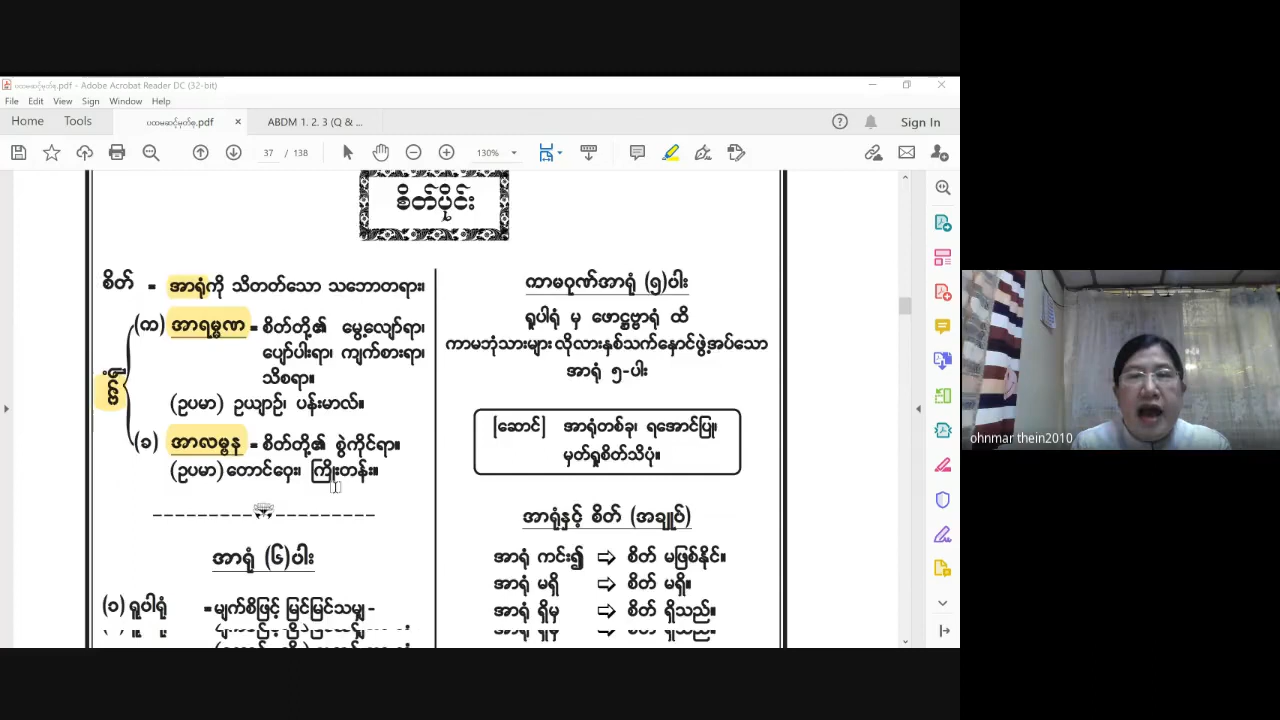 ပထမဆင့်မှတ်စု.pdf - Adobe Acrobat Reader DC (32-bit)
File Edit View Sign Window Help
Home Tools ပထမဆင့်မှတ်စု.pdf × ABDM 1. 2. 3 (Q & ... Sign In
37 / 138 130%
စိတ်ပိုင်း
စိတ် = အာရုံကို သိတတ်သော သဘောတရား။
(က) အာရမ္မဏ = စိတ်တို့၏ မွေ့လျော်ရာ၊
ပျော်ပါးရာ၊ ကျက်စားရာ၊
သိစရာ။
(ဥပမာ) ဥယျာဉ်၊ ပန်းမာလ်။
(ခ) အာလမ္ဗန = စိတ်တို့၏ စွဲကိုင်ရာ။
(ဥပမာ) တောင်ဝှေး၊ ကြိုးတန်း။
အာရုံ (၆)ပါး
(၁) ရူပါရုံ = မျက်စိဖြင့် မြင်မြင်သမျှ -
ကာမဂုဏ်အာရုံ (၅)ပါး
ရူပါရုံ မှ ဖောဋ္ဌဗ္ဗာရုံ ထိ
ကာမဘုံသားများ လိုလားနှစ်သက်နှောင်ဖွဲ့အပ်သော
အာရုံ ၅-ပါး
[ဆောင်] အာရုံတစ်ခု၊ ရအောင်ပြု၊
မှတ်ရှုစိတ်သိပုံ။
အာရုံနှင့် စိတ် (အချုပ်)
အာရုံ ကင်း၍ ⇨ စိတ် မဖြစ်နိုင်။
အာရုံ မရှိ ⇨ စိတ် မရှိ။
အာရုံ ရှိမှ ⇨ စိတ် ရှိသည်။
ohnmar thein2010